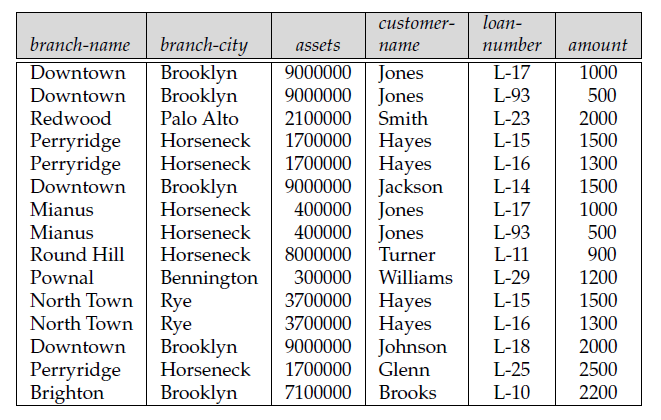 customer- loan-
branch-name branch-city assets name number amount
Downtown Brooklyn 9000000 Jones L-17 1000
Downtown Brooklyn 9000000 Jones L-93 500
Redwood Palo Alto 2100000 Smith L-23 2000
Perryridge Horseneck 1700000 Hayes L-15 1500
Perryridge Horseneck 1700000 Hayes L-16 1300
Downtown Brooklyn 9000000 Jackson L-14 1500
Mianus Horseneck 400000 Jones L-17 1000
Mianus Horseneck 400000 Jones L-93 500
Round Hill Horseneck 8000000 Turner L-11 900
Pownal Bennington 300000 Williams L-29 1200
North Town Rye 3700000 Hayes L-15 1500
North Town Rye 3700000 Hayes L-16 1300
Downtown Brooklyn 9000000 Johnson L-18 2000
Perryridge Horseneck 1700000 Glenn L-25 2500
Brighton Brooklyn 7100000 Brooks L-10 2200